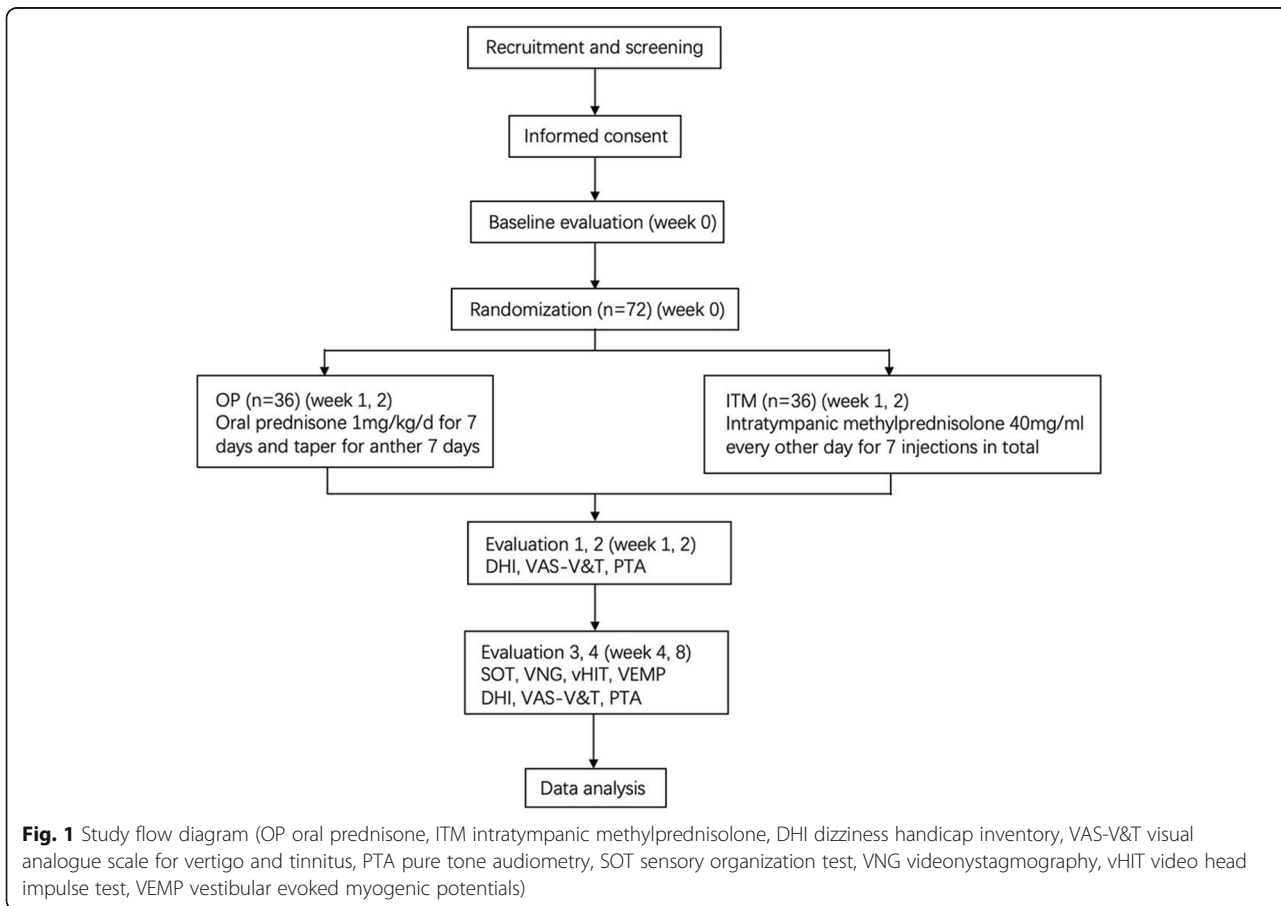 Recruitment and screening
Informed consent
Baseline evaluation (week 0)
Randomization (n=72) (week 0)
OP (n=36) (week 1, 2)
Oral prednisone 1mg/kg/d for 7
days and taper for anther 7 days
ITM (n=36) (week 1, 2)
Intratympanic methylprednisolone 40mg/ml
every other day for 7 injections in total
Evaluation 1, 2 (week 1, 2)
DHI, VAS-V&T, PTA
Evaluation 3, 4 (week 4, 8)
SOT, VNG, vHIT, VEMP
DHI, VAS-V&T, PTA
Data analysis
Fig. 1 Study flow diagram (OP oral prednisone, ITM intratympanic methylprednisolone, DHI dizziness handicap inventory, VAS-V&T visual
analogue scale for vertigo and tinnitus, PTA pure tone audiometry, SOT sensory organization test, VNG videonystagmography, vHIT video head
impulse test, VEMP vestibular evoked myogenic potentials)